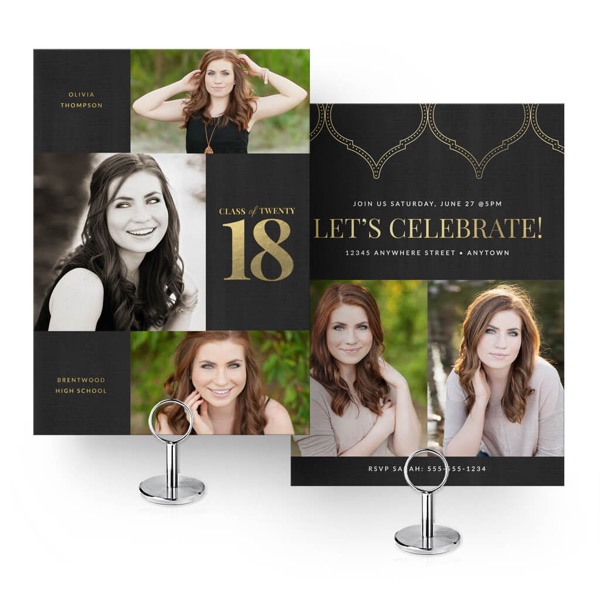 OLIVIA
THOMPSON
CLASS of TWENTY
18
BRENTWOOD
HIGH SCHOOL
JOIN US SATURDAY, JUNE 27 @5PM
LET'S CELEBRATE!
12345 ANYWHERE STREET • ANYTOWN
RSVP SARAH: 555-555-1234